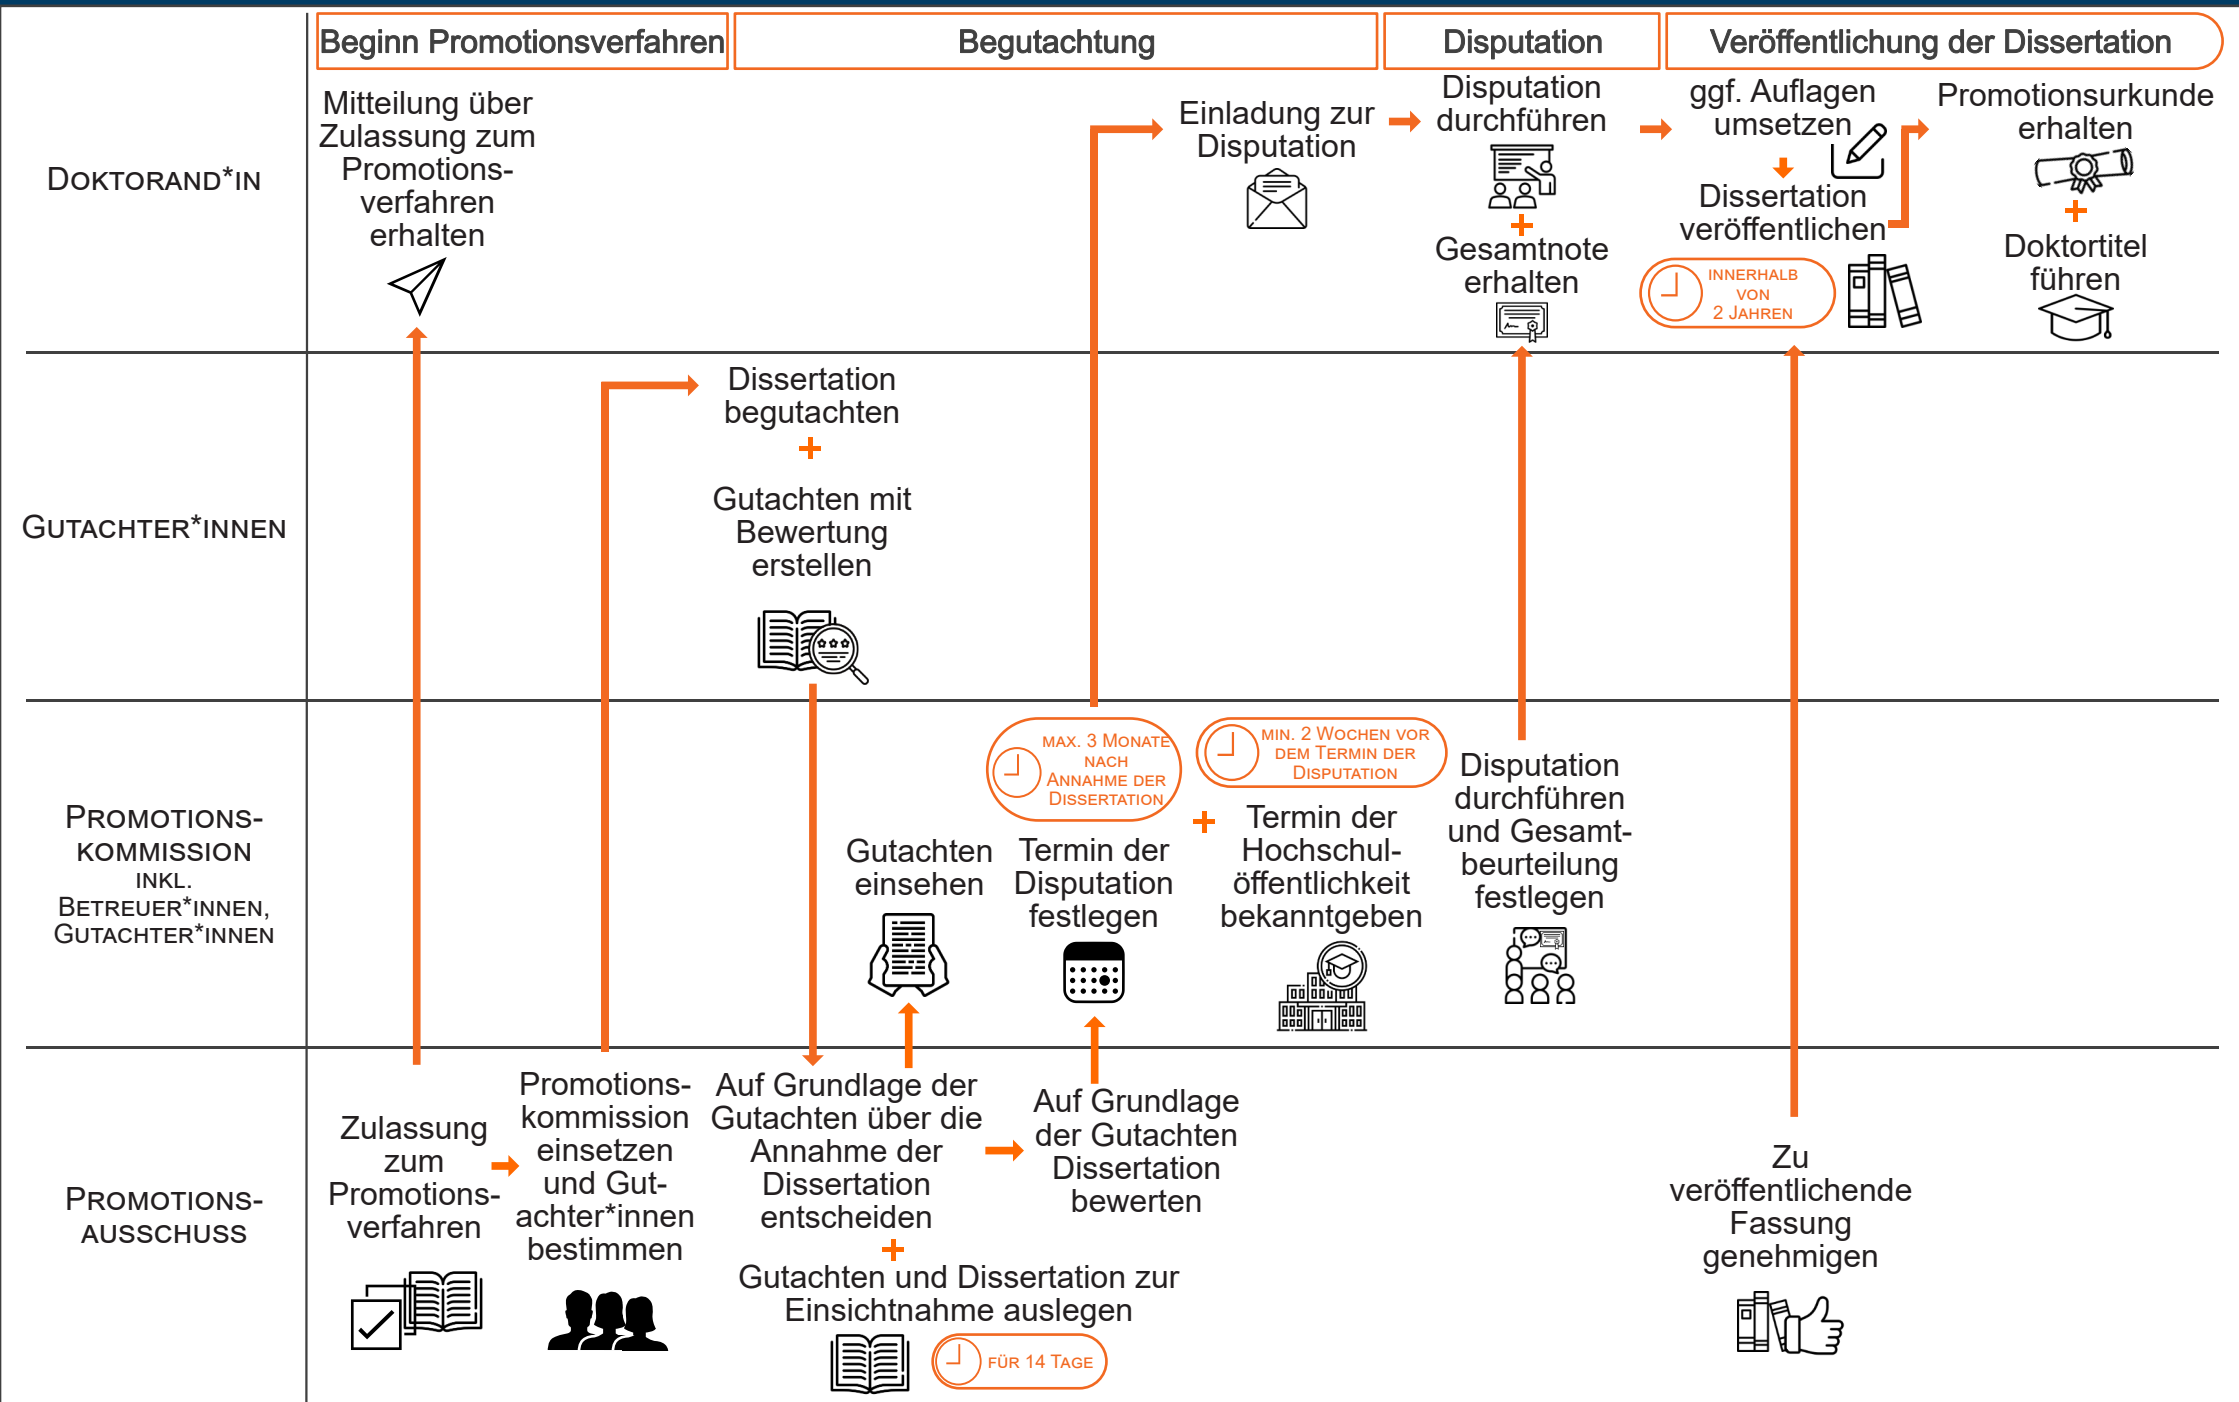 Beginn Promotionsverfahren
Begutachtung
Disputation
Veröffentlichung der Dissertation
Doktorand*in
Mitteilung über
Zulassung zum
Promotions-
verfahren
erhalten
Einladung zur
Disputation
Disputation
durchführen
+
Gesamtnote
erhalten
ggf. Auflagen
umsetzen
Dissertation
veröffentlichen
innerhalb
von
2 Jahren
Promotionsurkunde
erhalten
+
Doktortitel
führen
Gutachter*innen
Dissertation
begutachten
+
Gutachten mit
Bewertung
erstellen
Promotions-
kommission
inkl.
Betreuer*innen,
Gutachter*innen
Gutachten
einsehen
max. 3 Monate
nach
Annahme der
Dissertation
Termin der
Disputation
festlegen
+
min. 2 Wochen vor
dem Termin der
Disputation
Termin der
Hochschul-
öffentlichkeit
bekanntgeben
Disputation
durchführen
und Gesamt-
beurteilung
festlegen
Promotions-
ausschuss
Zulassung
zum
Promotions-
verfahren
Promotions-
kommission
einsetzen
und Gut-
achter*innen
bestimmen
Auf Grundlage der
Gutachten über die
Annahme der
Dissertation
entscheiden
+
Gutachten und Dissertation zur
Einsichtnahme auslegen
für 14 Tage
Auf Grundlage
der Gutachten
Dissertation
bewerten
Zu
veröffentlichende
Fassung
genehmigen